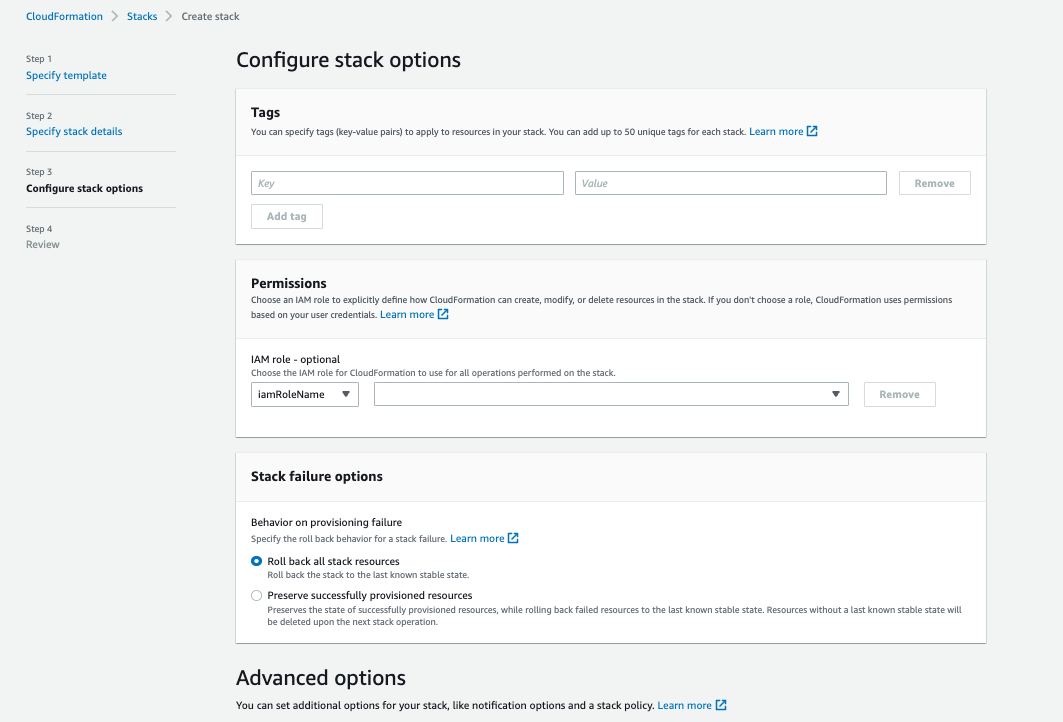 CloudFormation > Stacks > Create stack
Step 1
Specify template
Step 2
Specify stack details
Step 3
Configure stack options
Step 4
Review
Configure stack options
Tags
You can specify tags (key-value pairs) to apply to resources in your stack. You can add up to 50 unique tags for each stack. Learn more
Key Value Remove
Add tag
Permissions
Choose an IAM role to explicitly define how CloudFormation can create, modify, or delete resources in the stack. If you don't choose a role, CloudFormation uses permissions
based on your user credentials. Learn more
IAM role - optional
Choose the IAM role for CloudFormation to use for all operations performed on the stack.
iamRoleName Remove
Stack failure options
Behavior on provisioning failure
Specify the roll back behavior for a stack failure. Learn more
Roll back all stack resources
Roll back the stack to the last known stable state.
Preserve successfully provisioned resources
Preserves the state of successfully provisioned resources, while rolling back failed resources to the last known stable state. Resources without a last known stable state will
be deleted upon the next stack operation.
Advanced options
You can set additional options for your stack, like notification options and a stack policy. Learn more